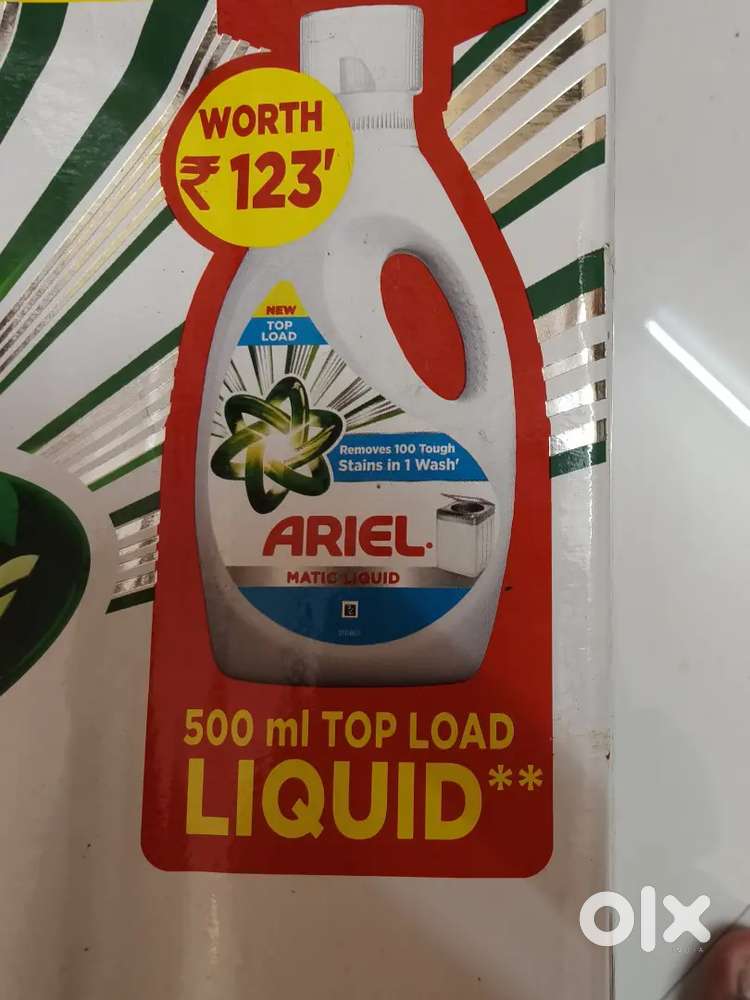 WORTH
₹ 123'
NEW
TOP
LOAD
Removes 100 Tough
Stains in 1 Wash'
ARIEL
MATIC LIQUID
500 ml TOP LOAD
LIQUID**
olx
INDIA